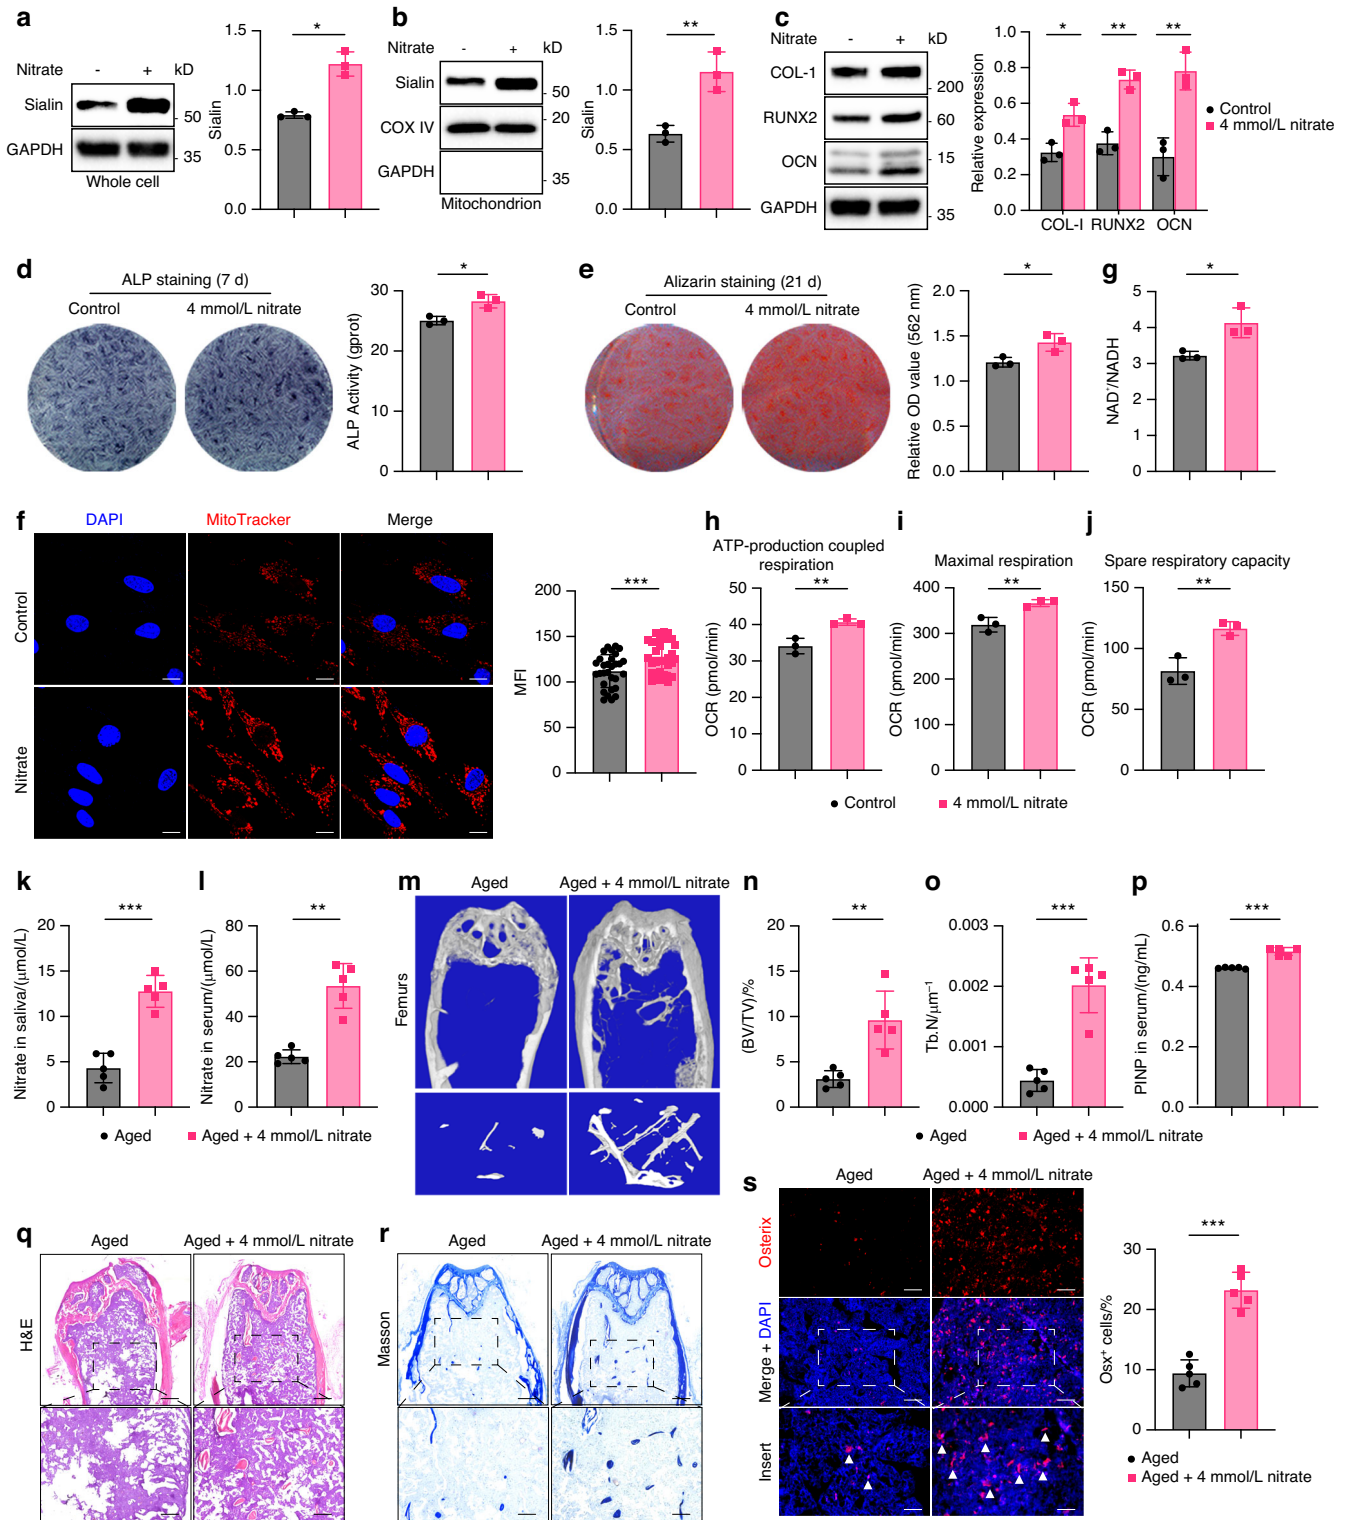 a
Nitrate - + kD
Sialin
50
GAPDH
35
Whole cell
Sialin
1.5
1.0
0.5
0.0
*
b
Nitrate - + kD
Sialin
50
COX IV
20
GAPDH
35
Mitochondrion
Sialin
1.5
1.0
0.5
0.0
**
c
Nitrate - + kD
COL-1
200
RUNX2
60
OCN
15
GAPDH
35
Relative expression
1.0
0.8
0.6
0.4
0.2
0.0
* ** **
COL-I RUNX2 OCN
Control
4 mmol/L nitrate
d
ALP staining (7 d)
Control 4 mmol/L nitrate
ALP Activity (gprot)
30
25
10
0
*
e
Alizarin staining (21 d)
Control 4 mmol/L nitrate
Relative OD value (562 nm)
2.0
1.5
1.0
0.5
0.0
*
g
NAD+/NADH
5
4
3
2
1
0
*
f
DAPI MitoTracker Merge
Control
Nitrate
MFI
200
150
100
50
0
***
h
ATP-production coupled
respiration
OCR (pmol/min)
50
40
30
20
10
0
**
i
Maximal respiration
OCR (pmol/min)
400
300
200
100
0
**
j
Spare respiratory capacity
OCR (pmol/min)
150
100
50
0
**
Control 4 mmol/L nitrate
k
Nitrate in saliva/(μmol/L)
20
15
10
5
0
***
l
Nitrate in serum/(μmol/L)
80
60
40
20
0
**
Aged Aged + 4 mmol/L nitrate
m
Aged Aged + 4 mmol/L nitrate
Femurs
n
(BV/TV)/%
20
15
10
5
0
**
o
Tb.N/μm⁻¹
0.003
0.002
0.001
0.000
***
p
PINP in serum/(ng/mL)
0.6
0.4
0.2
0.0
***
Aged Aged + 4 mmol/L nitrate
q
Aged Aged + 4 mmol/L nitrate
H&E
r
Aged Aged + 4 mmol/L nitrate
Masson
s
Aged Aged + 4 mmol/L nitrate
Osterix
Merge + DAPI
Insert
Osx⁺ cells/%
30
20
10
0
***
Aged
Aged + 4 mmol/L nitrate